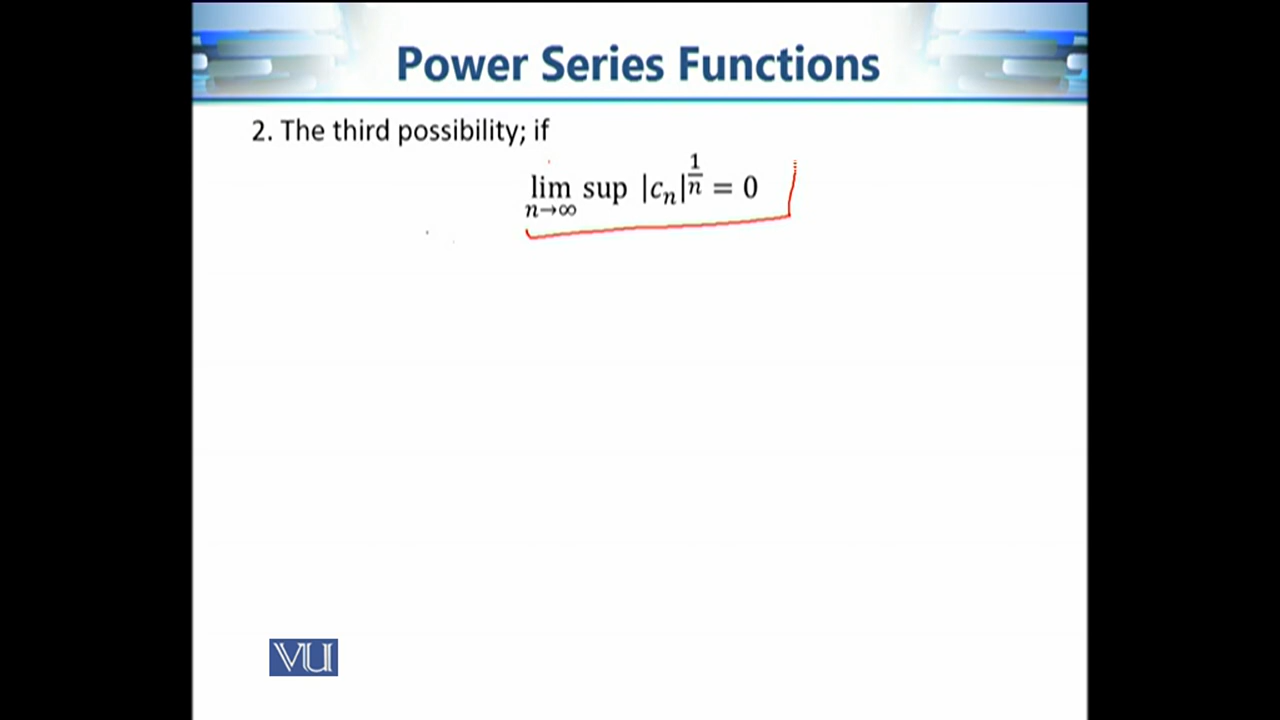 Power Series Functions
2. The third possibility; if
lim sup |cₙ|^(1/n) = 0
n→∞
VU